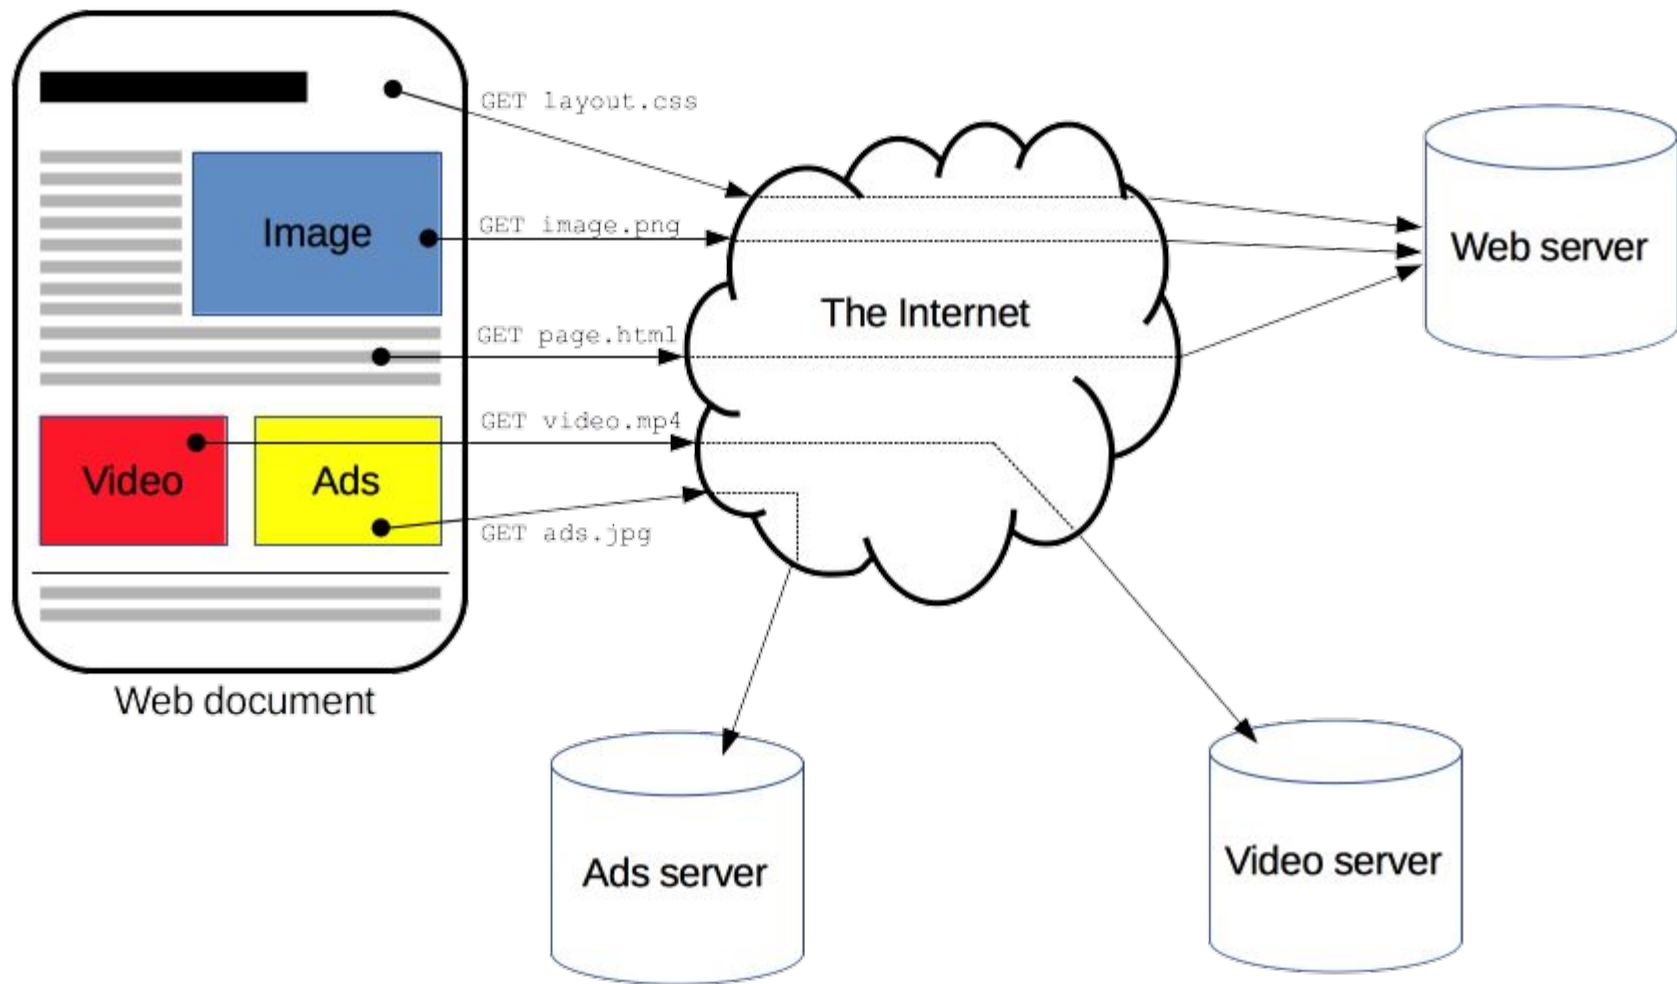 GET layout.css
Image
GET image.png
Web server
The Internet
GET page.html
GET video.mp4
Video
Ads
GET ads.jpg
Web document
Ads server
Video server